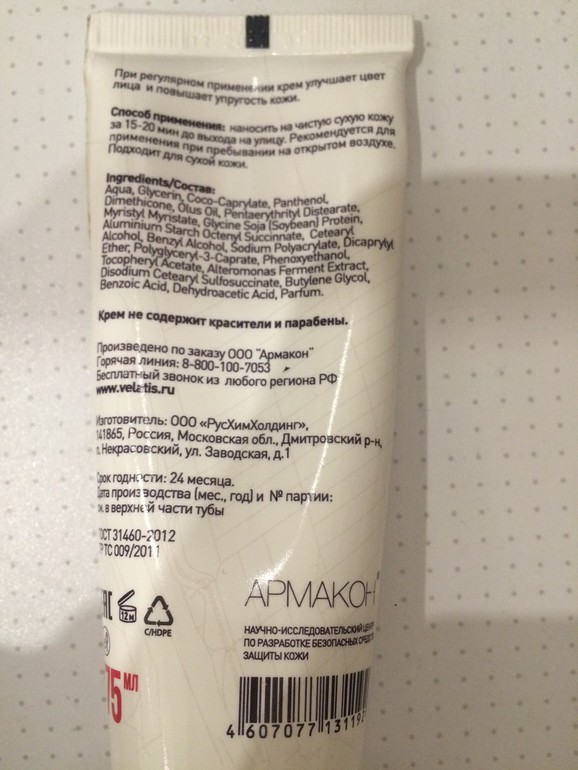 При регулярном применении крем улучшает цвет
лица и повышает упругость кожи.
Способ применения: наносить на чистую сухую кожу
за 15-20 мин до выхода на улицу. Рекомендуется для
применения при пребывании на открытом воздухе.
Подходит для сухой кожи.
Ingredients/Состав:
Aqua, Glycerin, Coco-Caprylate, Panthenol,
Dimethicone, Olus Oil, Pentaerythrityl Distearate,
Myristyl Myristate, Glycine Soja (Soybean) Protein,
Aluminium Starch Octenyl Succinate, Cetearyl
Alcohol, Benzyl Alcohol, Sodium Polyacrylate, Dicaprylyl
Ether, Polyglyceryl-3-Caprate, Phenoxyethanol,
Tocopheryl Acetate, Alteromonas Ferment Extract,
Disodium Cetearyl Sulfosuccinate, Butylene Glycol,
Benzoic Acid, Dehydroacetic Acid, Parfum.
Крем не содержит красители и парабены.
Произведено по заказу ООО "Армакон"
Горячая линия: 8-800-100-7053
Бесплатный звонок из любого региона РФ
www.velatis.ru
Изготовитель: ООО «РусХимХолдинг»,
141865, Россия, Московская обл., Дмитровский р-н,
п. Некрасовский, ул. Заводская, д.1
Срок годности: 24 месяца.
Дата производства (мес., год) и № партии:
см. в верхней части тубы
ГОСТ 31460-2012
ТР ТС 009/2011
EAC 12м C/HDPE
75 мл
АРМАКОН
НАУЧНО-ИССЛЕДОВАТЕЛЬСКИЙ ЦЕНТР
ПО РАЗРАБОТКЕ БЕЗОПАСНЫХ СРЕДСТВ
ЗАЩИТЫ КОЖИ
4 607077 13119